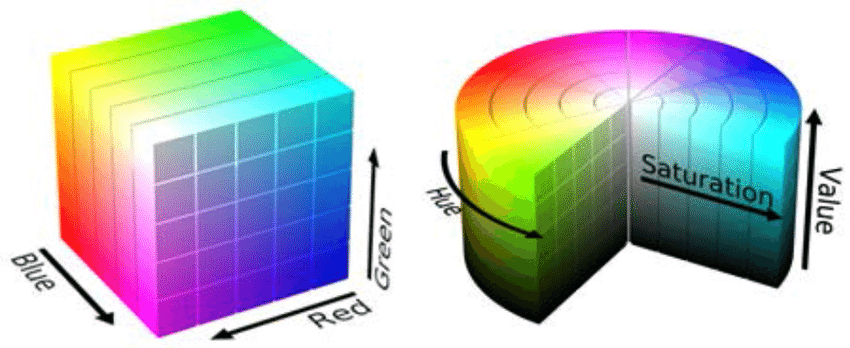 Blue
Red
Green
Hue
Saturation
Value